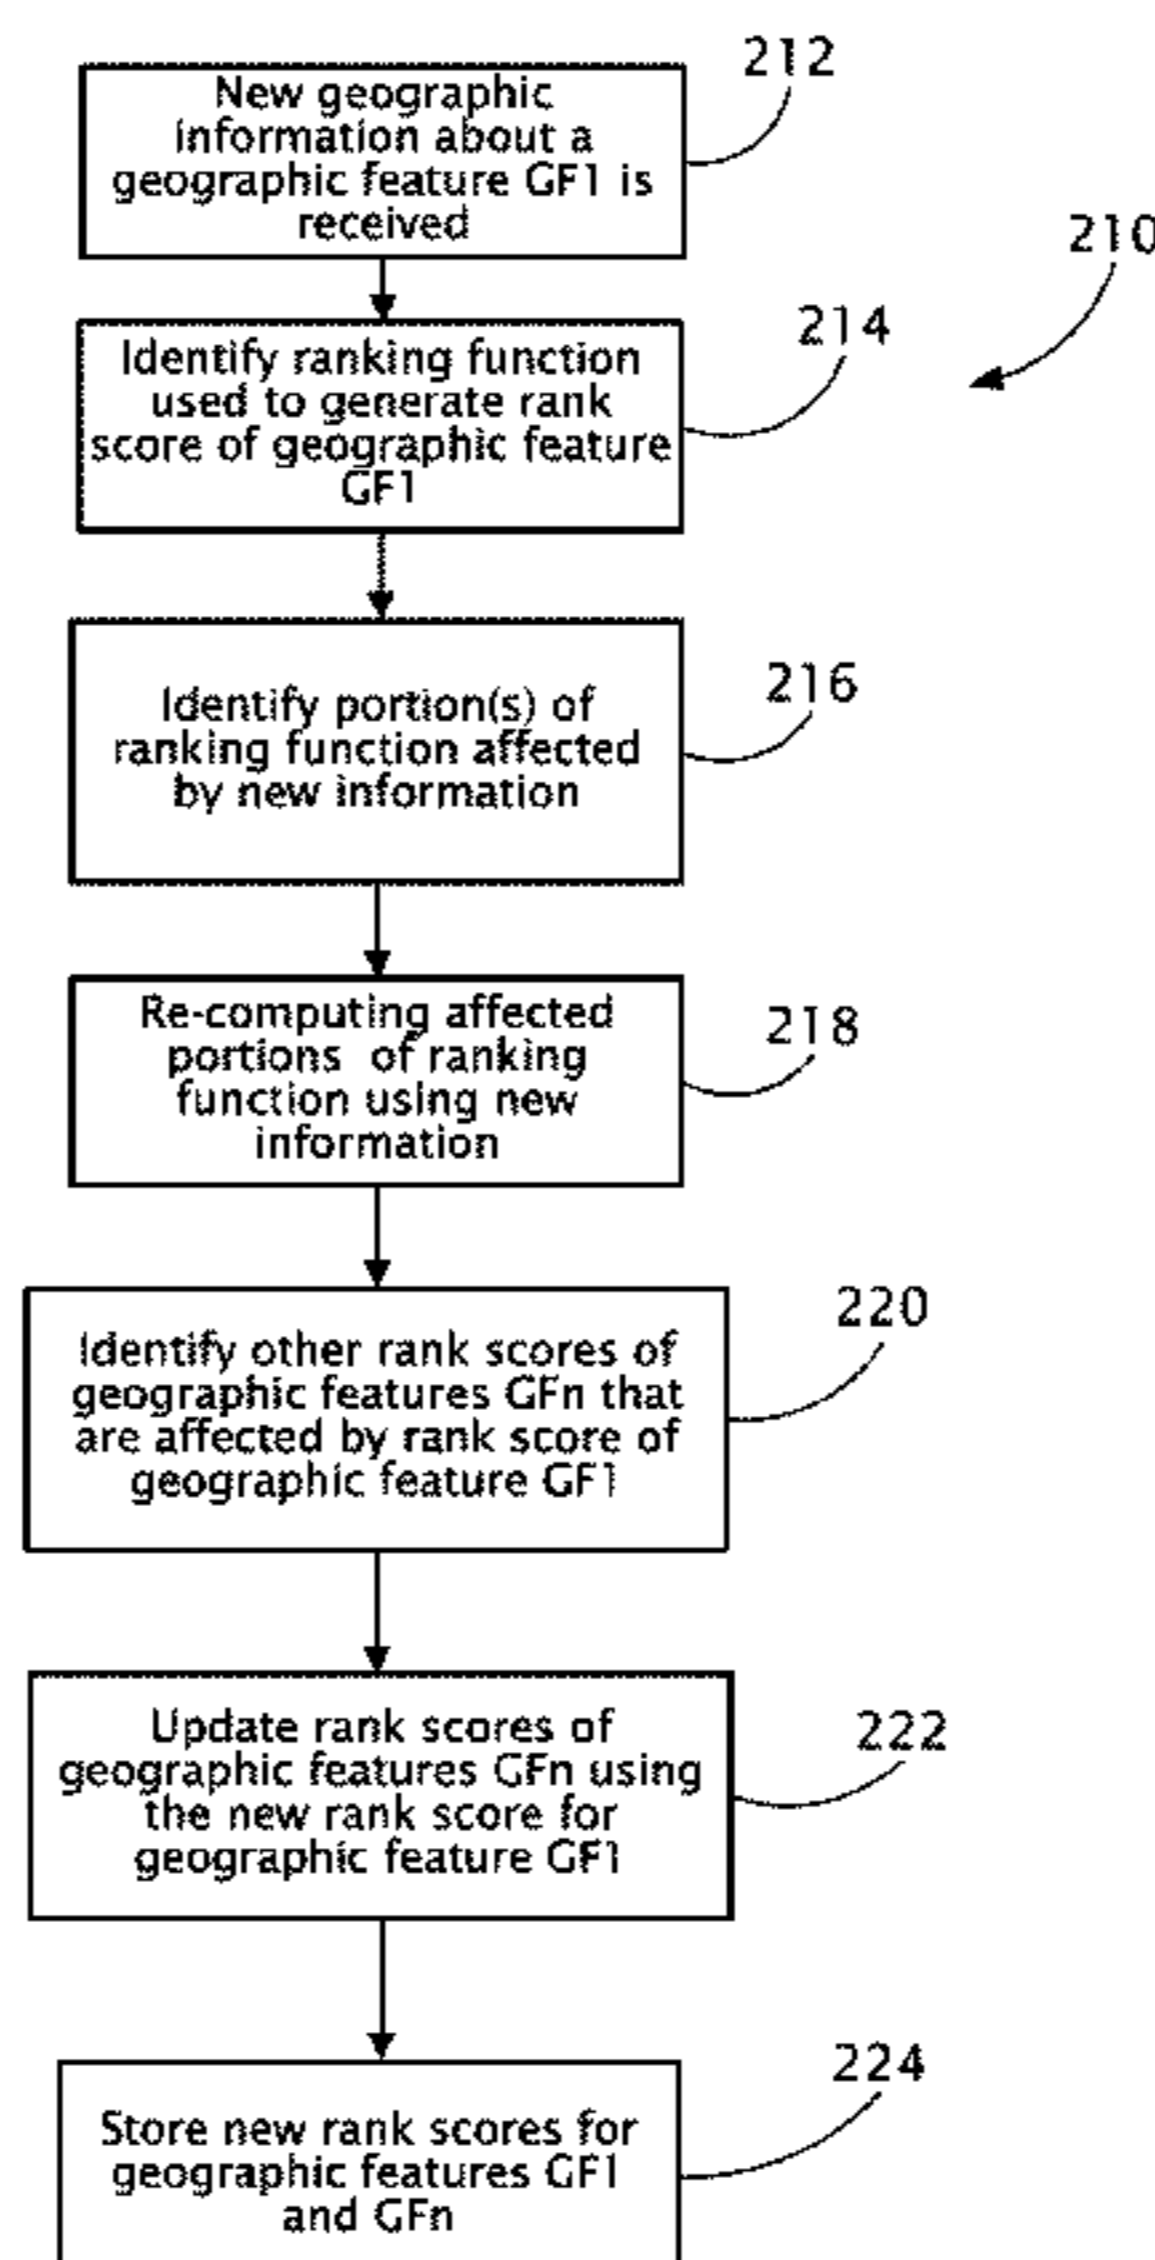 212
New geographic
information about a
geographic feature GF1 is
received
210
214
Identify ranking function
used to generate rank
score of geographic feature
GF1
216
Identify portion(s) of
ranking function affected
by new information
218
Re-computing affected
portions of ranking
function using new
information
220
Identify other rank scores of
geographic features GFn that
are affected by rank score of
geographic feature GF1
222
Update rank scores of
geographic features GFn using
the new rank score for
geographic feature GF1
224
Store new rank scores for
geographic features GF1
and GFn